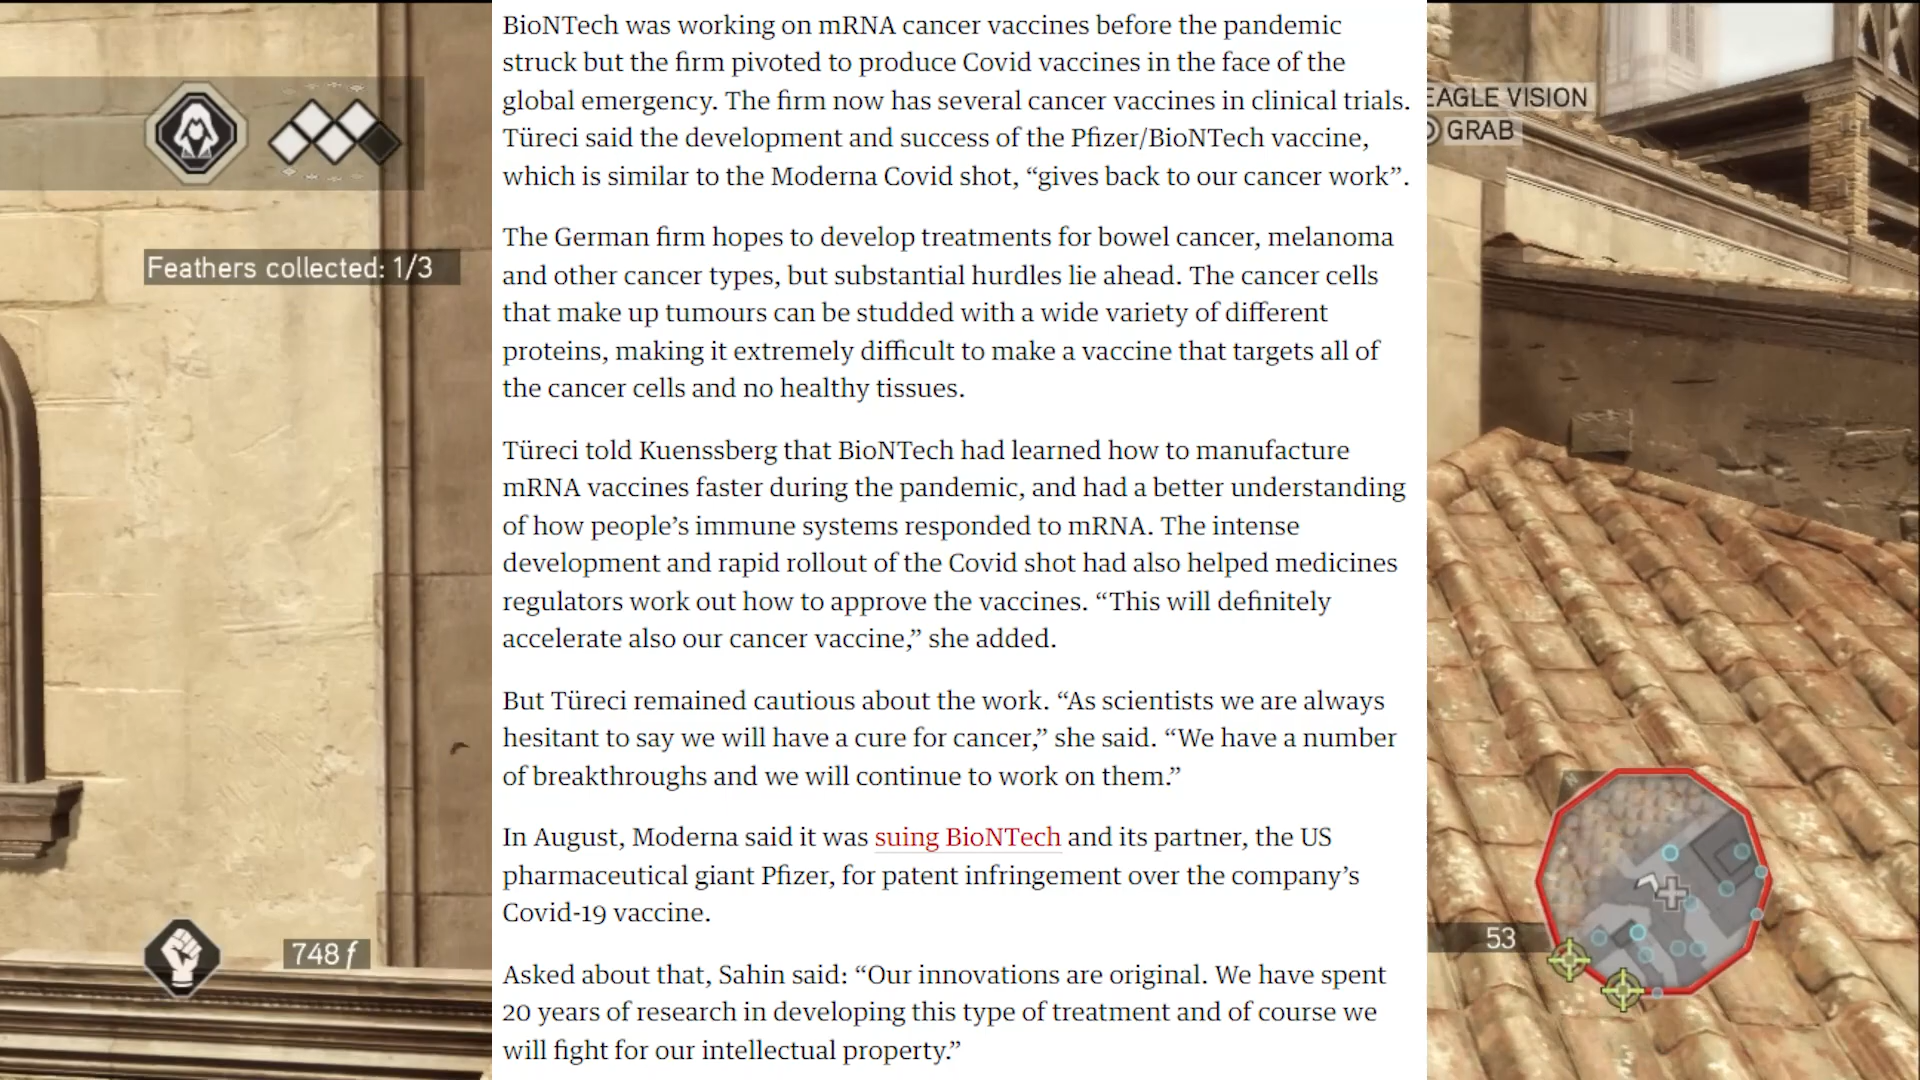 BioNTech was working on mRNA cancer vaccines before the pandemic
struck but the firm pivoted to produce Covid vaccines in the face of the
global emergency. The firm now has several cancer vaccines in clinical trials.
Türeci said the development and success of the Pfizer/BioNTech vaccine,
which is similar to the Moderna Covid shot, “gives back to our cancer work”.
The German firm hopes to develop treatments for bowel cancer, melanoma
and other cancer types, but substantial hurdles lie ahead. The cancer cells
that make up tumours can be studded with a wide variety of different
proteins, making it extremely difficult to make a vaccine that targets all of
the cancer cells and no healthy tissues.
Türeci told Kuenssberg that BioNTech had learned how to manufacture
mRNA vaccines faster during the pandemic, and had a better understanding
of how people’s immune systems responded to mRNA. The intense
development and rapid rollout of the Covid shot had also helped medicines
regulators work out how to approve the vaccines. “This will definitely
accelerate also our cancer vaccine,” she added.
But Türeci remained cautious about the work. “As scientists we are always
hesitant to say we will have a cure for cancer,” she said. “We have a number
of breakthroughs and we will continue to work on them.”
In August, Moderna said it was suing BioNTech and its partner, the US
pharmaceutical giant Pfizer, for patent infringement over the company’s
Covid-19 vaccine.
Asked about that, Sahin said: “Our innovations are original. We have spent
20 years of research in developing this type of treatment and of course we
will fight for our intellectual property.”
Feathers collected: 1/3
748 f
EAGLE VISION
GRAB
53